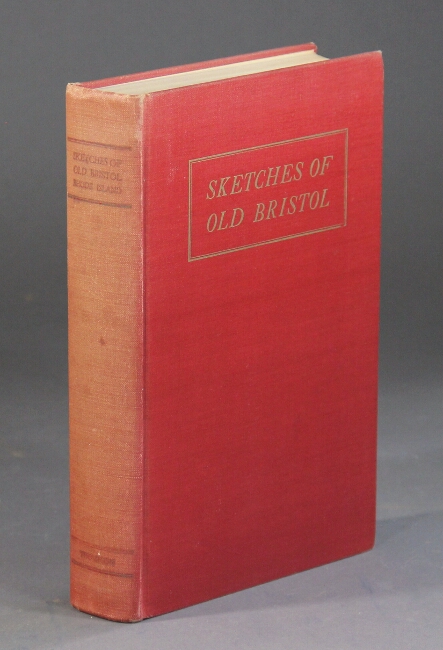 SKETCHES OF
OLD BRISTOL
RHODE ISLAND
SKETCHES OF
OLD BRISTOL